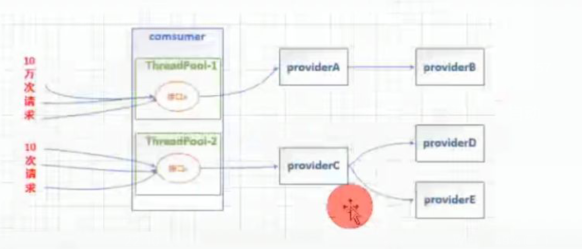 comsumer
ThreadPool-1
10
万
次
请
求
providerA
providerB
ThreadPool-2
10
次
请
求
providerC
providerD
providerE